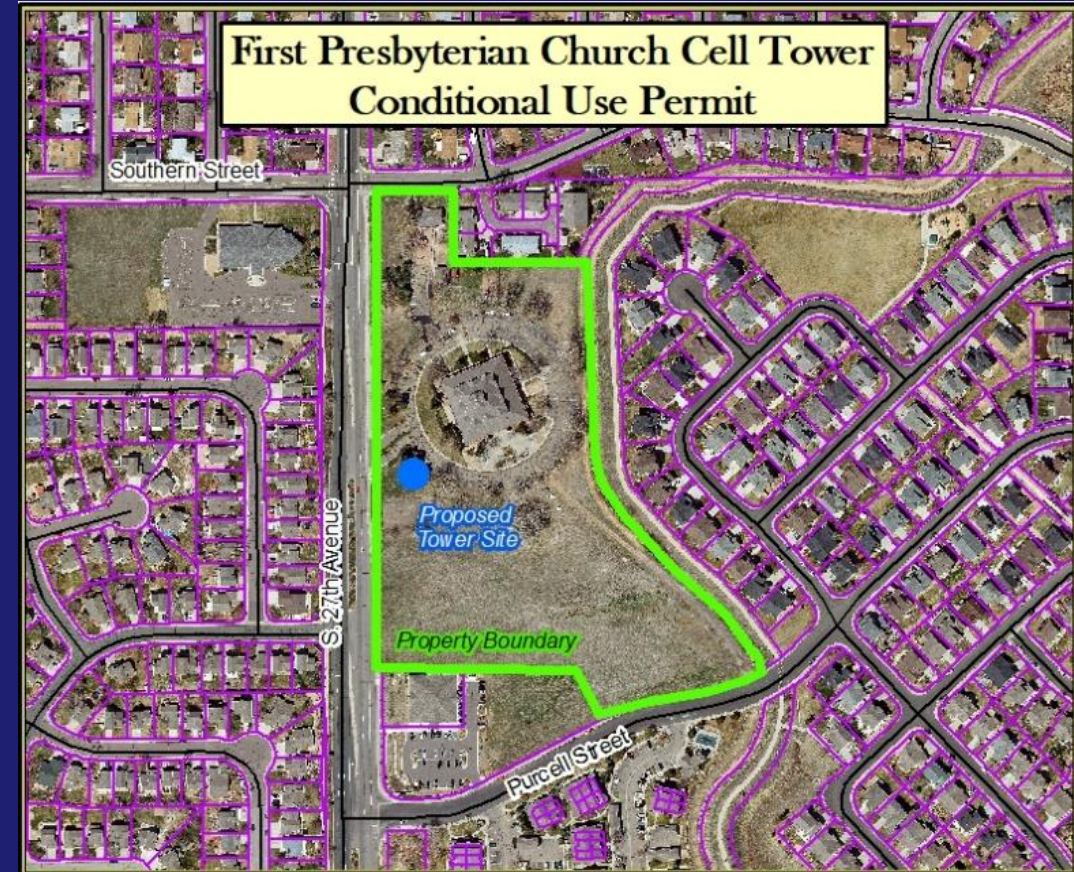 First Presbyterian Church Cell Tower
Conditional Use Permit
Southern Street
S. 27th Avenue
Proposed
Tower Site
Property Boundary
Purcell Street